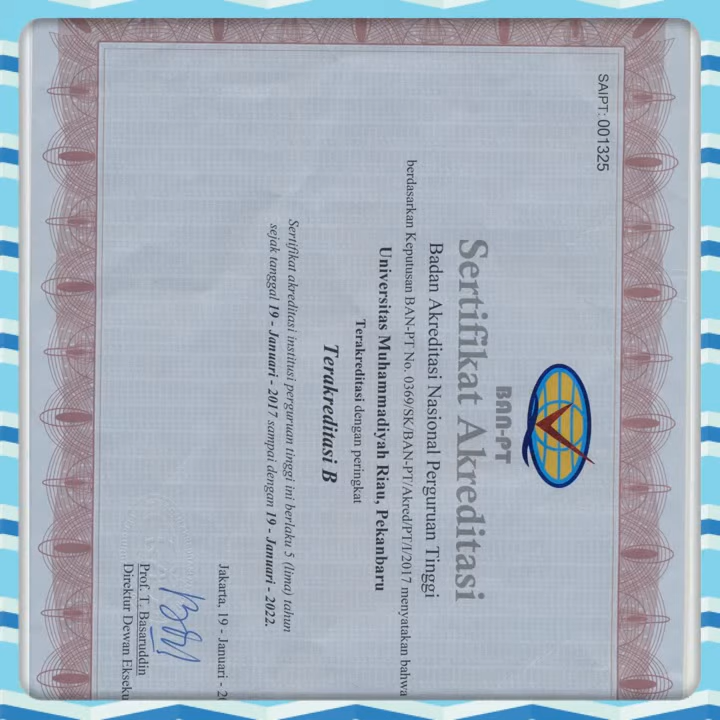 SAIPT: 001325
BAN-PT
Sertifikat Akreditasi
Badan Akreditasi Nasional Perguruan Tinggi
berdasarkan Keputusan BAN-PT No. 0369/SK/BAN-PT/Akred/PT/I/2017 menyatakan bahwa
Universitas Muhammadiyah Riau, Pekanbaru
Terakreditasi dengan peringkat
Terakreditasi B
Sertifikat akreditasi institusi perguruan tinggi ini berlaku 5 (lima) tahun
sejak tanggal 19 - Januari - 2017 sampai dengan 19 - Januari - 2022.
Jakarta, 19 - Januari - 2
Prof. T. Basaruddin
Direktur Dewan Ekseku